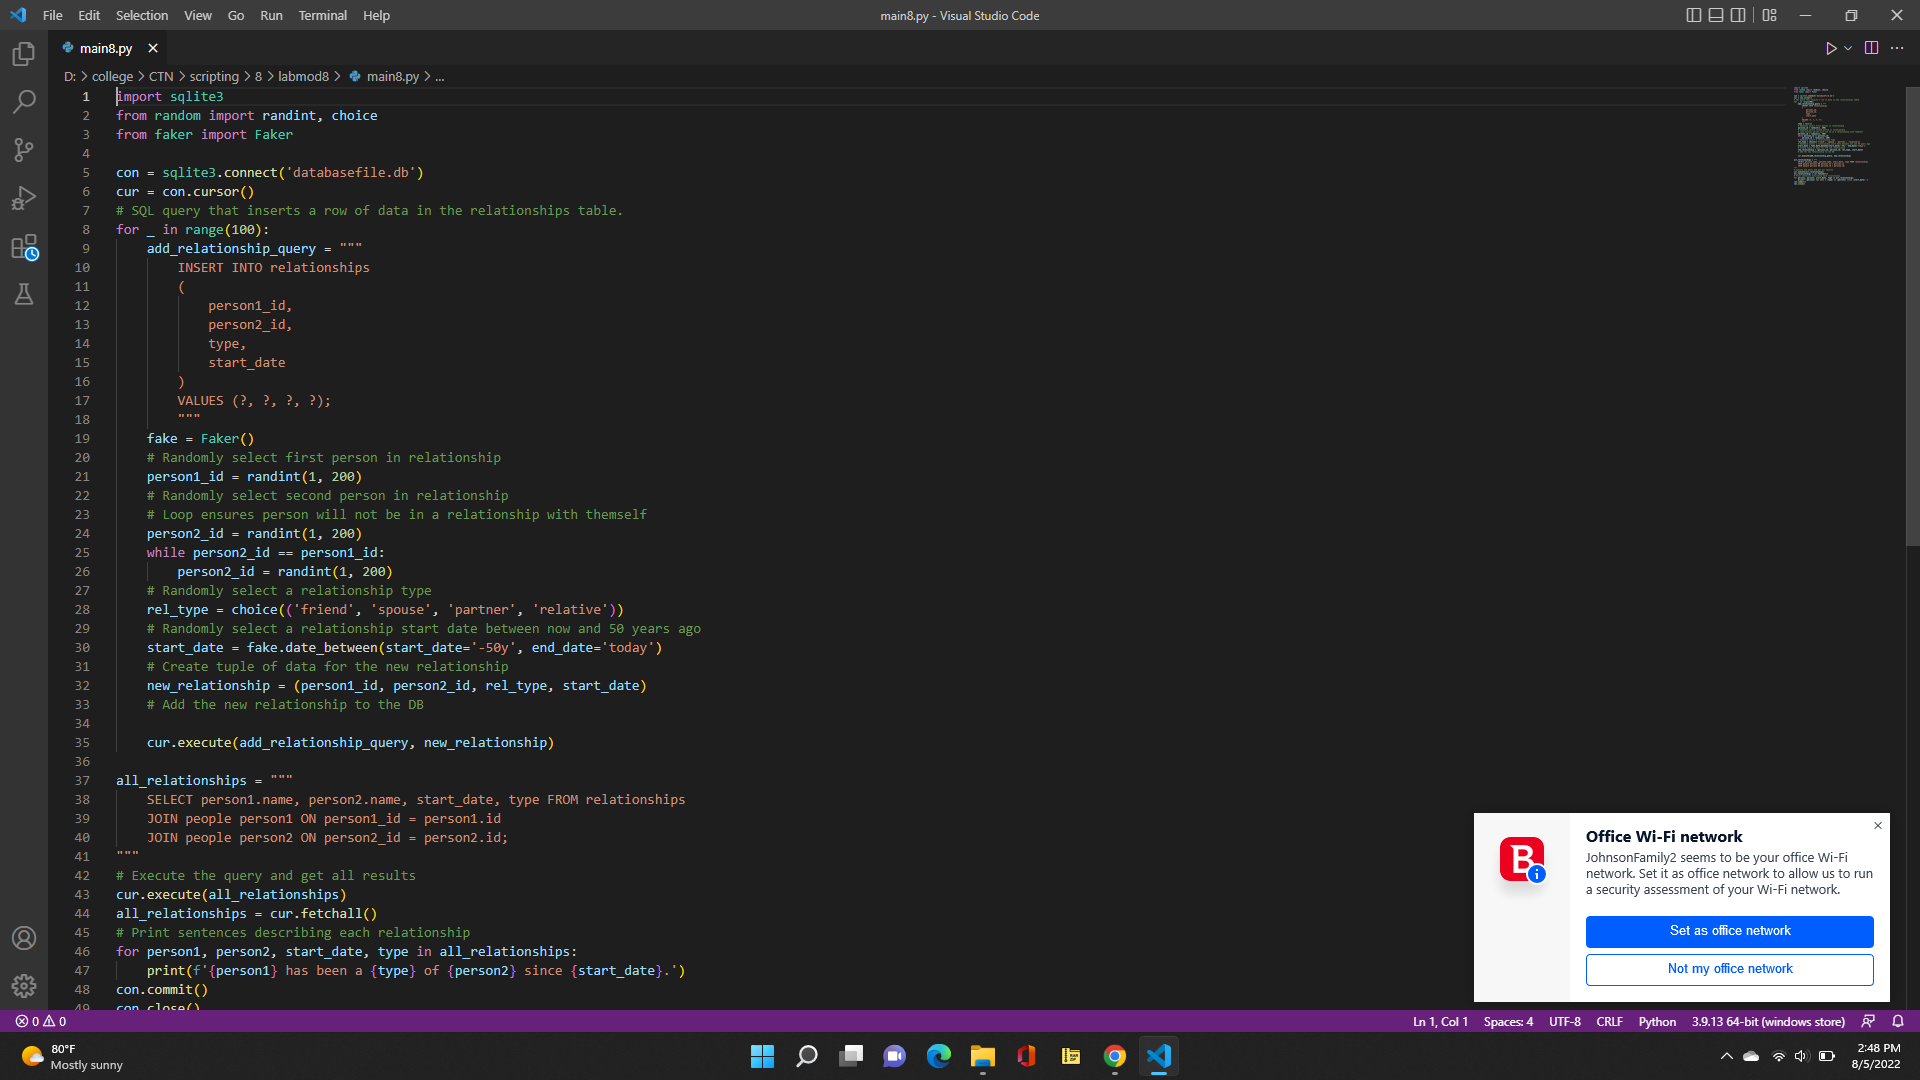 File Edit Selection View Go Run Terminal Help
main8.py - Visual Studio Code
main8.py
D: > college > CTN > scripting > 8 > labmod8 > main8.py > ...
1 import sqlite3
2 from random import randint, choice
3 from faker import Faker
4
5 con = sqlite3.connect('databasefile.db')
6 cur = con.cursor()
7 # SQL query that inserts a row of data in the relationships table.
8 for _ in range(100):
9     add_relationship_query = """
10         INSERT INTO relationships
11         (
12             person1_id,
13             person2_id,
14             type,
15             start_date
16         )
17         VALUES (?, ?, ?, ?);
18         """
19     fake = Faker()
20     # Randomly select first person in relationship
21     person1_id = randint(1, 200)
22     # Randomly select second person in relationship
23     # Loop ensures person will not be in a relationship with themself
24     person2_id = randint(1, 200)
25     while person2_id == person1_id:
26         person2_id = randint(1, 200)
27     # Randomly select a relationship type
28     rel_type = choice(('friend', 'spouse', 'partner', 'relative'))
29     # Randomly select a relationship start date between now and 50 years ago
30     start_date = fake.date_between(start_date='-50y', end_date='today')
31     # Create tuple of data for the new relationship
32     new_relationship = (person1_id, person2_id, rel_type, start_date)
33     # Add the new relationship to the DB
34
35     cur.execute(add_relationship_query, new_relationship)
36
37 all_relationships = """
38     SELECT person1.name, person2.name, start_date, type FROM relationships
39     JOIN people person1 ON person1_id = person1.id
40     JOIN people person2 ON person2_id = person2.id;
41 """
42 # Execute the query and get all results
43 cur.execute(all_relationships)
44 all_relationships = cur.fetchall()
45 # Print sentences describing each relationship
46 for person1, person2, start_date, type in all_relationships:
47     print(f'{person1} has been a {type} of {person2} since {start_date}.')
48 con.commit()
49 con.close()
Office Wi-Fi network
JohnsonFamily2 seems to be your office Wi-Fi
network. Set it as office network to allow us to run
a security assessment of your Wi-Fi network.
Set as office network
Not my office network
0 0
Ln 1, Col 1 Spaces: 4 UTF-8 CRLF Python 3.9.13 64-bit (windows store)
80°F
Mostly sunny
2:48 PM
8/5/2022